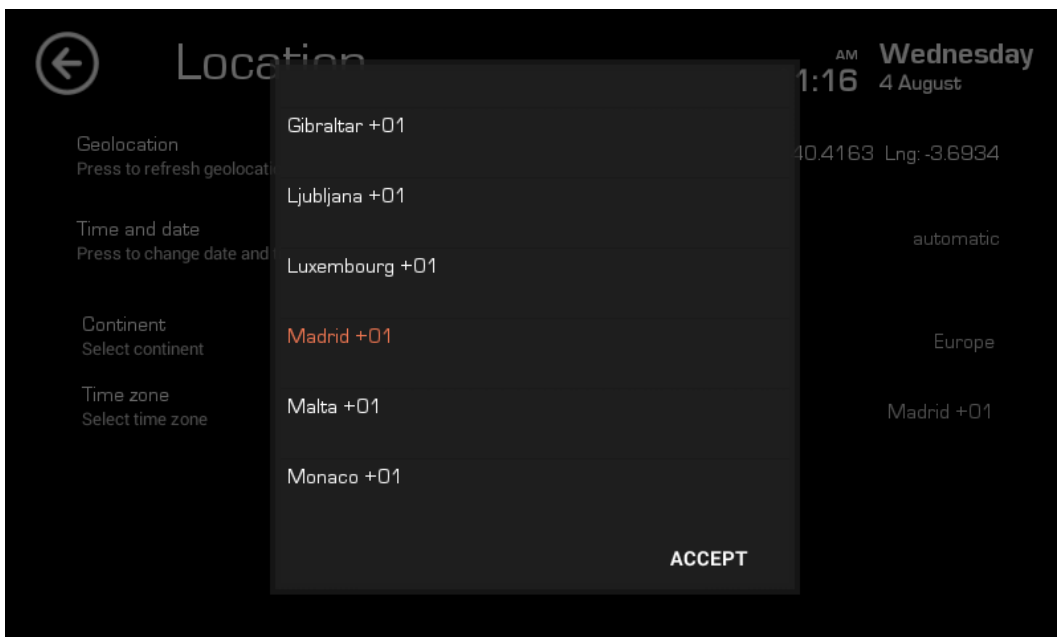 Location
AM
1:16
Wednesday
4 August
Geolocation
Press to refresh
40.4163 Lng: -3.6934
Time and date
Press to change date and
automatic
Continent
Select continent
Europe
Time zone
Select time zone
Madrid +01
Gibraltar +01
Ljubljana +01
Luxembourg +01
Madrid +01
Malta +01
Monaco +01
ACCEPT